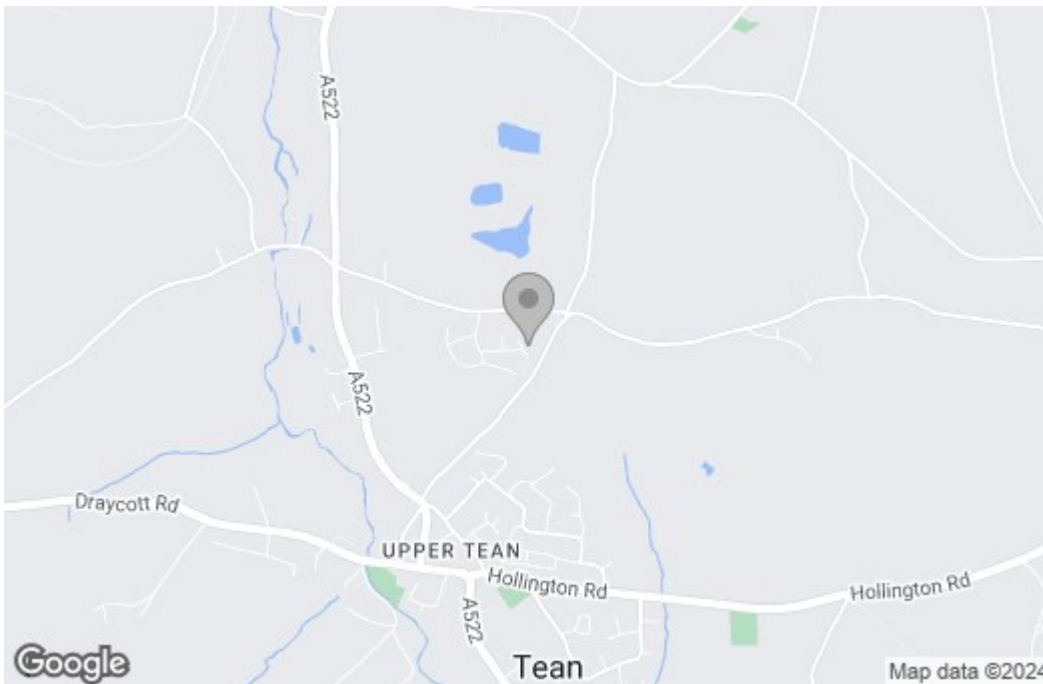 A522
A522
Draycott Rd
UPPER TEAN
Hollington Rd
Hollington Rd
A522
Tean
Google
Map data ©2024